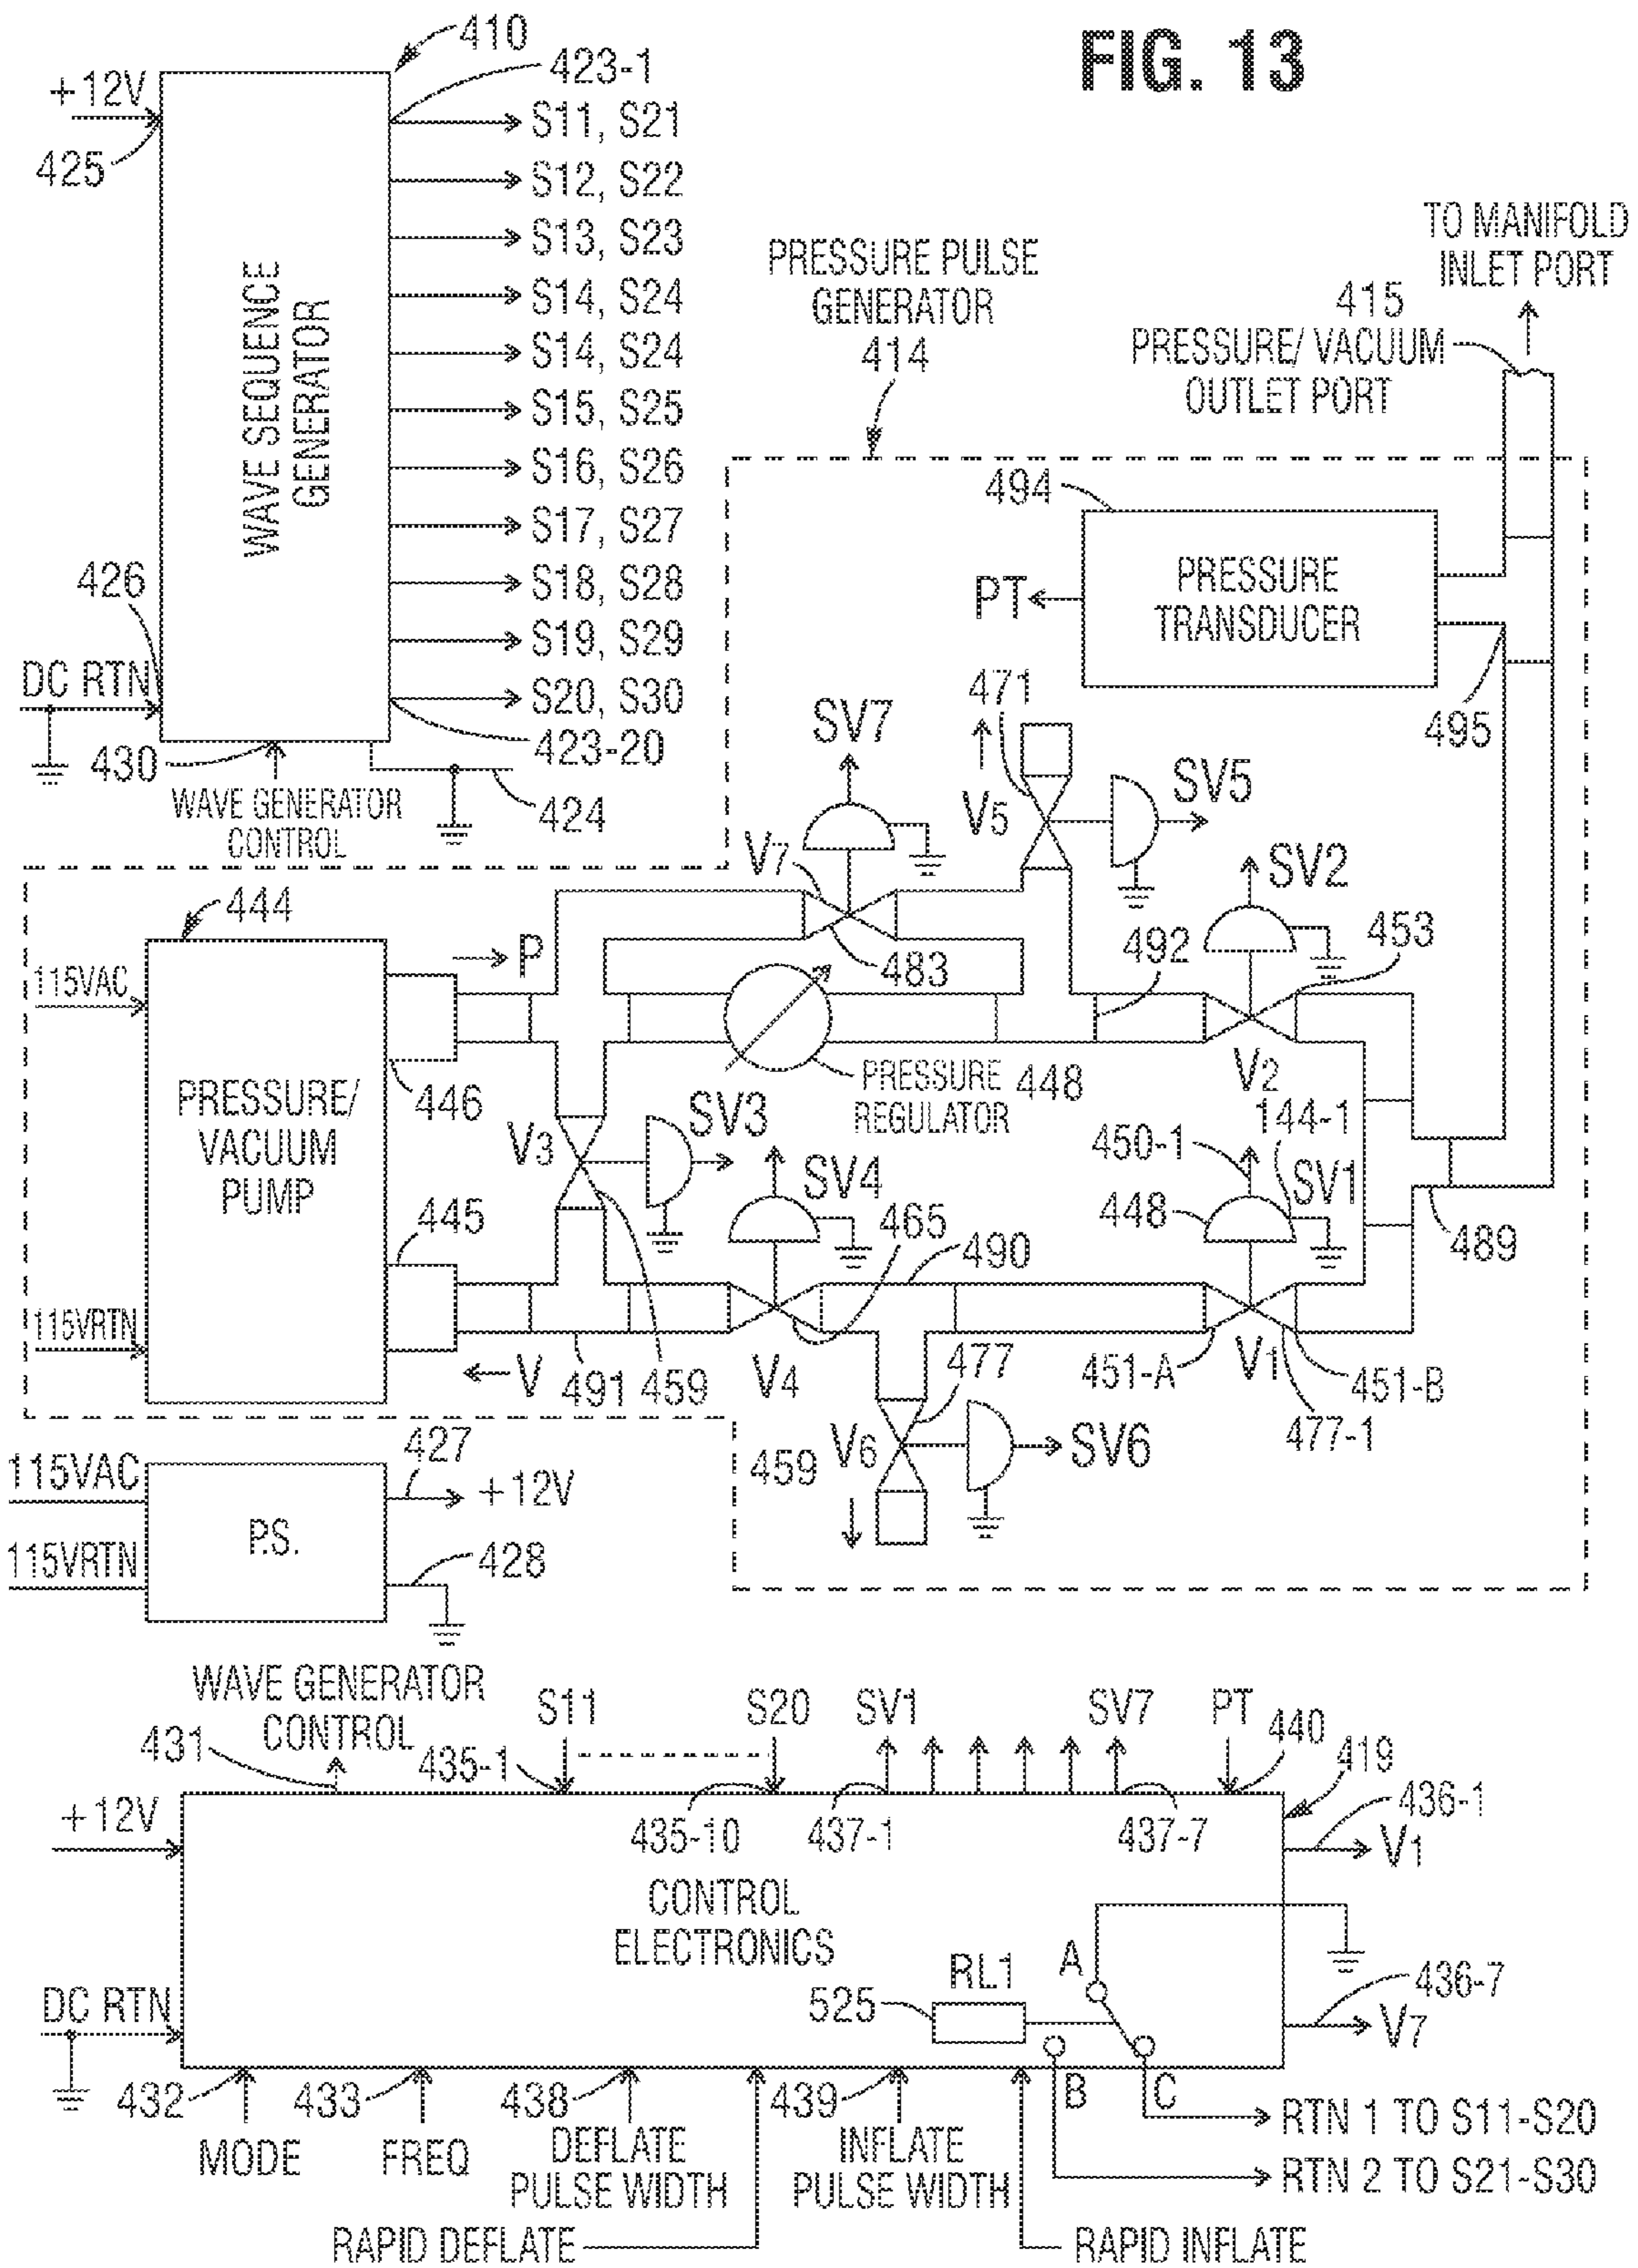 FIG. 13
410
423-1
+12V
425
S11, S21
S12, S22
S13, S23
S14, S24
S14, S24
S15, S25
S16, S26
S17, S27
S18, S28
S19, S29
S20, S30
WAVE SEQUENCE
GENERATOR
426
DC RTN
430
423-20
424
WAVE GENERATOR
CONTROL
PRESSURE PULSE
GENERATOR
414
TO MANIFOLD
INLET PORT
415
PRESSURE/ VACUUM
OUTLET PORT
494
PT
PRESSURE
TRANSDUCER
495
471
SV7
V5
SV5
V7
SV2
483
492
453
444
115VAC
P
446
PRESSURE/
VACUUM
PUMP
PRESSURE
REGULATOR
448
V2
144-1
450-1
V3
SV3
SV4
SV1
448
445
465
490
489
115VRTN
V
491
459
V4
477
451-A
V1
451-B
477-1
459
V6
SV6
115VAC
427
+12V
P.S.
115VRTN
428
WAVE GENERATOR
CONTROL
431
S11
S20
SV1
SV7
PT
440
435-1
419
+12V
435-10
437-1
437-7
436-1
V1
CONTROL
ELECTRONICS
RL1
A
525
DC RTN
436-7
V7
B
C
432
433
438
439
MODE
FREQ
DEFLATE
PULSE WIDTH
INFLATE
PULSE WIDTH
RTN 1 TO S11-S20
RTN 2 TO S21-S30
RAPID DEFLATE
RAPID INFLATE